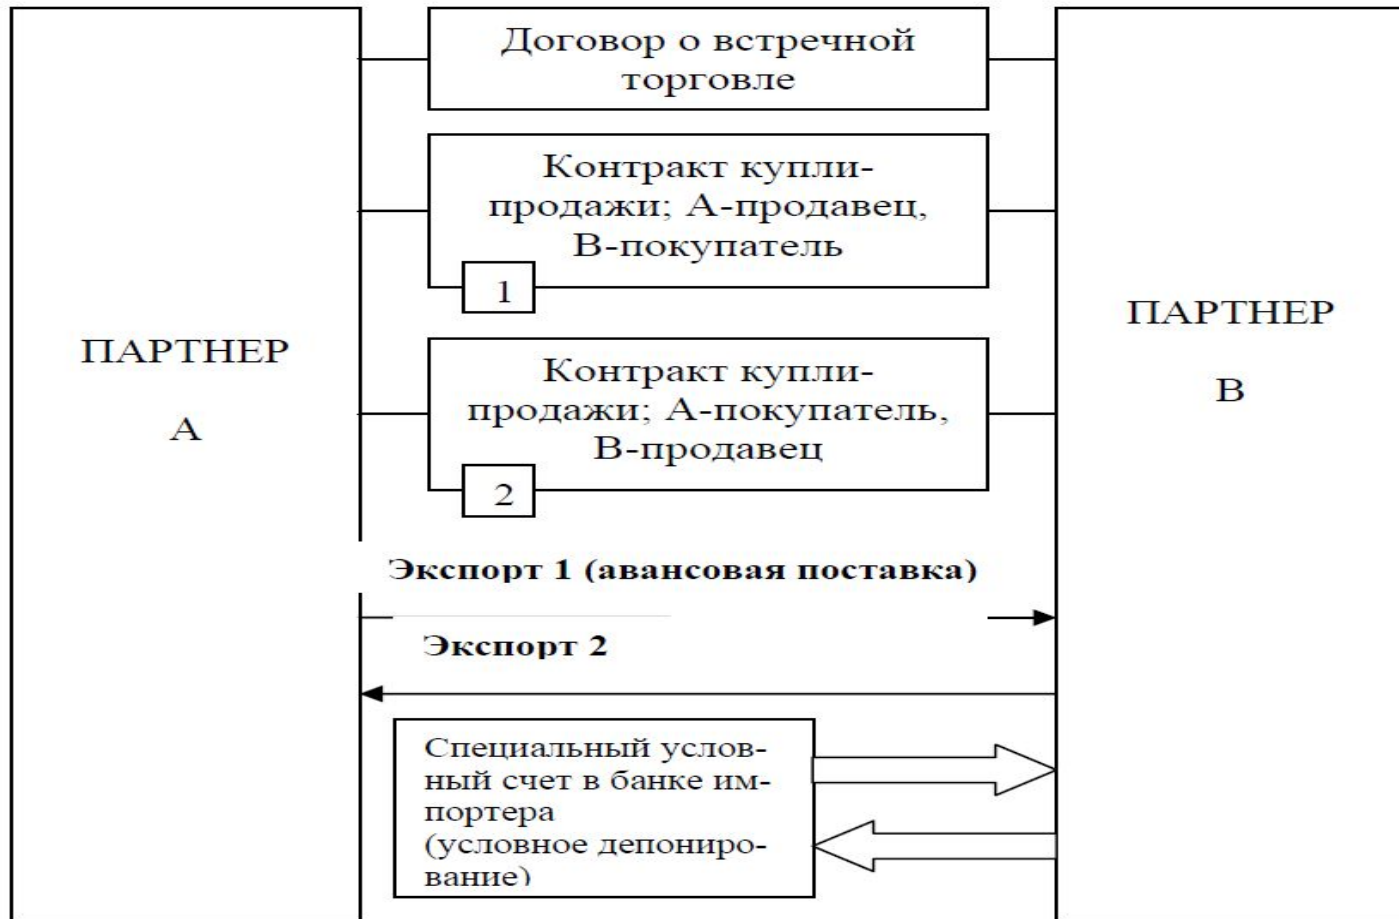 Договор о встречной
торговле
Контракт купли-
продажи; А-продавец,
В-покупатель
1
ПАРТНЕР
А
ПАРТНЕР
В
Контракт купли-
продажи; А-покупатель,
В-продавец
2
Экспорт 1 (авансовая поставка)
Экспорт 2
Специальный услов-
ный счет в банке им-
портера
(условное депониро-
вание)